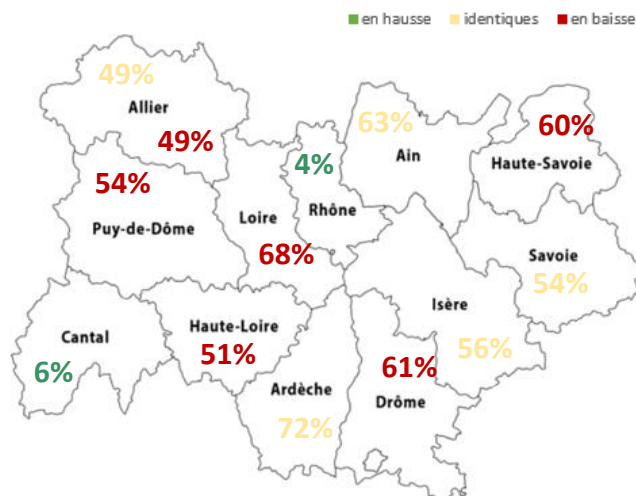 en hausse identiques en baisse
49%
Allier
49%
63%
Ain
60%
Haute-Savoie
54%
Puy-de-Dôme
4%
Rhône
Loire
68%
Savoie
54%
Isère
56%
Cantal
6%
Haute-Loire
51%
Ardèche
72%
61%
Drôme